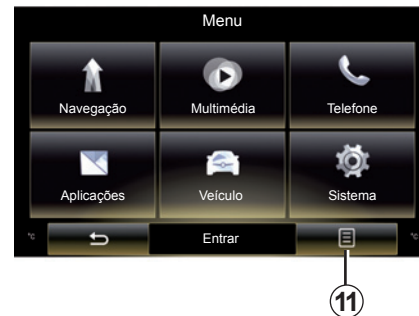 Menu
Navegação Multimédia Telefone
Aplicações Veículo Sistema
°C Entrar °C
11